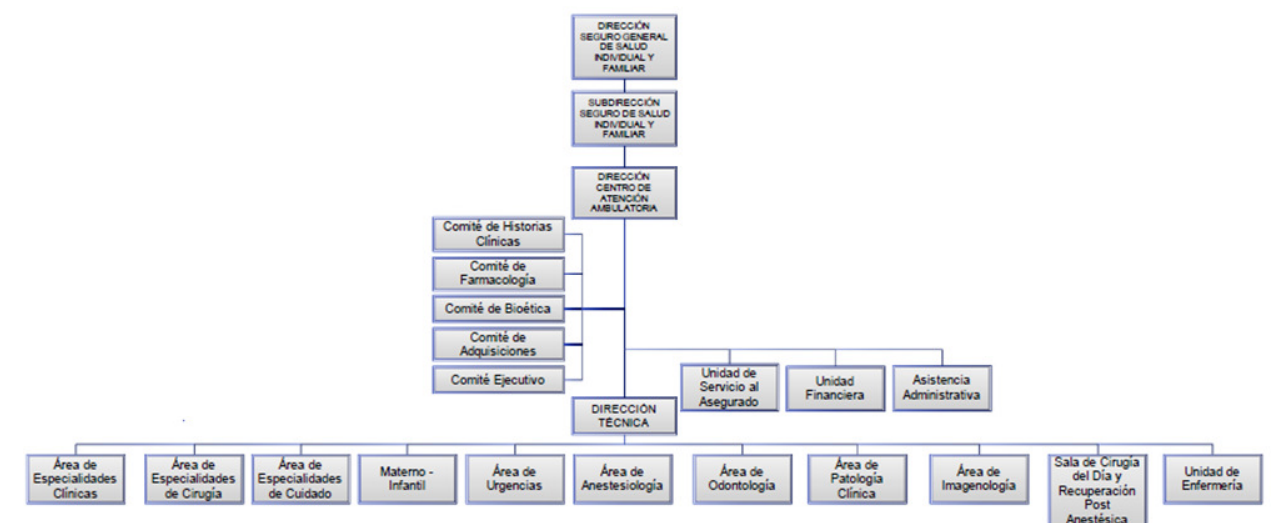 DIRECCIÓN
SEGURO GENERAL
DE SALUD
INDIVIDUAL Y
FAMILIAR
SUBDIRECCIÓN
SEGURO DE SALUD
INDIVIDUAL Y
FAMILIAR
DIRECCIÓN
CENTRO DE
ATENCIÓN
AMBULATORIA
Comité de Historias
Clínicas
Comité de
Farmacología
Comité de Bioética
Comité de
Adquisiciones
Comité Ejecutivo
Unidad de
Servicio al
Asegurado
Unidad
Financiera
Asistencia
Administrativa
DIRECCIÓN
TÉCNICA
Área de
Especialidades
Clínicas
Área de
Especialidades
de Cirugía
Área de
Especialidades
de Cuidado
Materno -
Infantil
Área de
Urgencias
Área de
Anestesiología
Área de
Odontología
Área de
Patología
Clínica
Área de
Imagenología
Sala de Cirugía
del Día y
Recuperación
Post
Anestésica
Unidad de
Enfermería